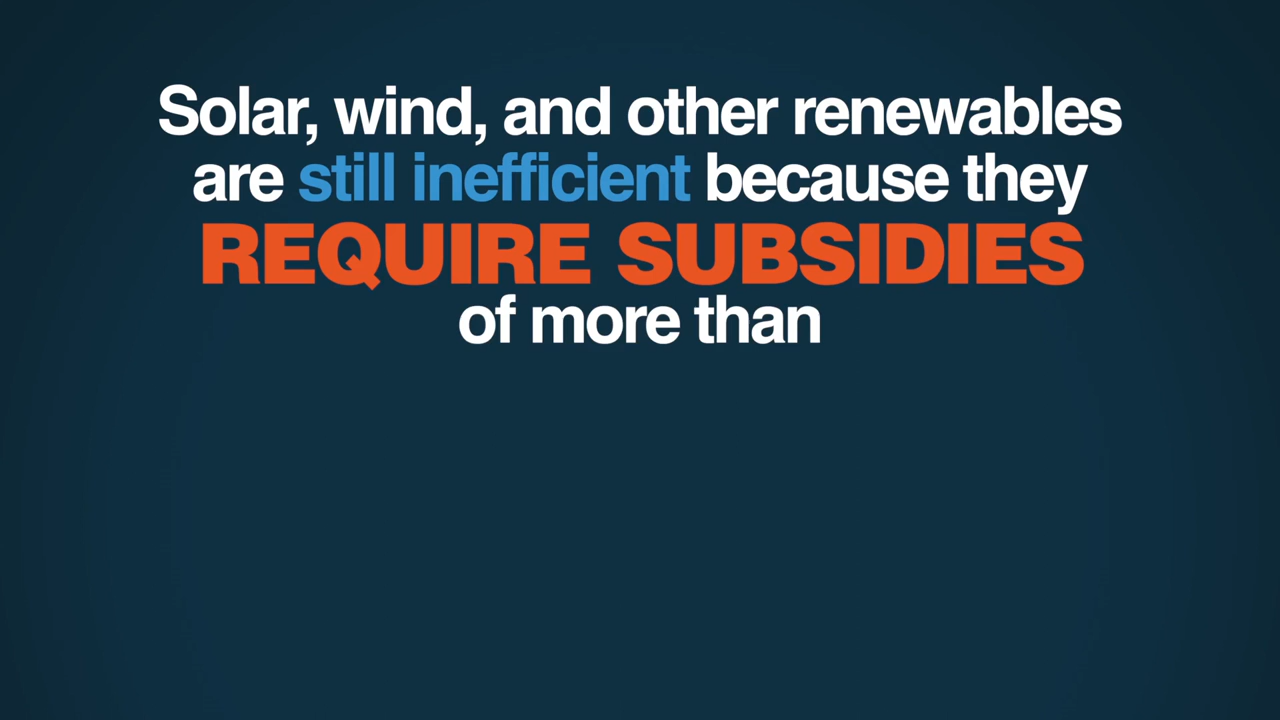 Solar, wind, and other renewables
are still inefficient because they
REQUIRE SUBSIDIES
of more than